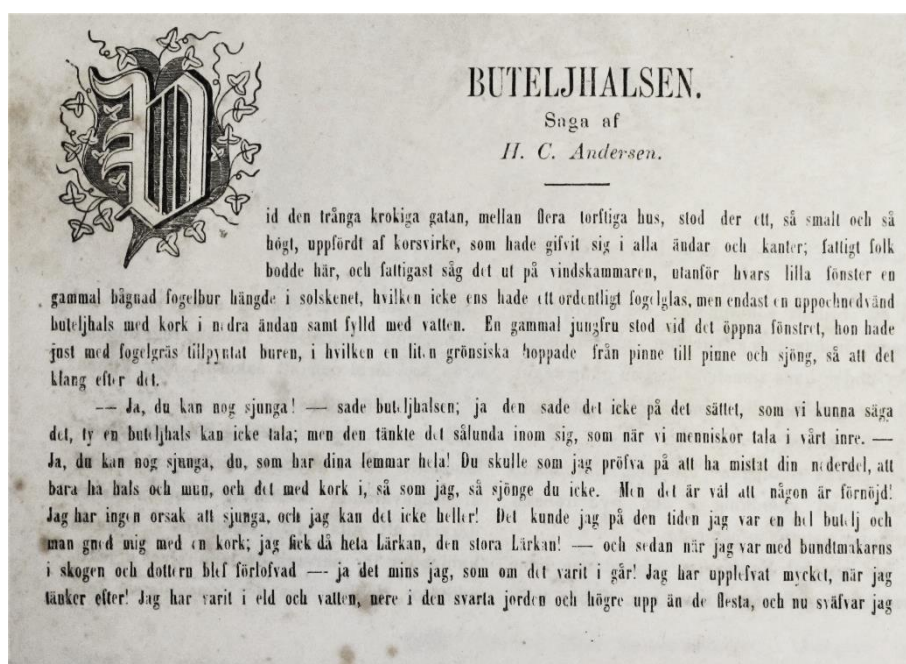 BUTELJHALSEN.
Saga af
H. C. Andersen.
Vid den trånga krokiga gatan, mellan flera torftiga hus, stod der ett, så smalt och så
högt, uppfördt af korsvirke, som hade gifvit sig i alla ändar och kanter; fattigt folk
bodde här, och fattigast såg det ut på vindskammaren, utanför hvars lilla fönster en
gammal bågnad fogelbur hängde i solskenet, hvilken icke ens hade ett ordentligt fogelglas, men endast en uppochnedvänd
buteljhals med kork i nedra ändan samt fylld med vatten. En gammal jungfru stod vid det öppna fönstret, hon hade
just med fogelgräs tillpyntat buren, i hvilken en liten grönsiska hoppade från pinne till pinne och sjöng, så att det
klang efter det.
— Ja, du kan nog sjunga! — sade buteljhalsen; ja den sade det icke på det sättet, som vi kunna säga
det, ty en buteljhals kan icke tala; men den tänkte det sålunda inom sig, som när vi menniskor tala i vårt inre. —
Ja, du kan nog sjunga, du, som har dina lemmar hela! Du skulle som jag pröfva på att ha mistat din nederdel, att
bara ha hals och mun, och det med kork i, så som jag, så sjönge du icke. Men det är väl att någon är förnöjd!
Jag har ingen orsak att sjunga, och jag kan det icke heller! Det kunde jag på den tiden jag var en hel butelj och
man gned mig med en kork; jag fick då heta Lärkan, den stora Lärkan! — och sedan när jag var med bundtmakarns
i skogen och dottern blef förlofvad — ja det mins jag, som om det varit i går! Jag har upplefvat mycket, när jag
tänker efter! Jag har varit i eld och vatten, nere i den svarta jorden och högre upp än de flesta, och nu sväfvar jag